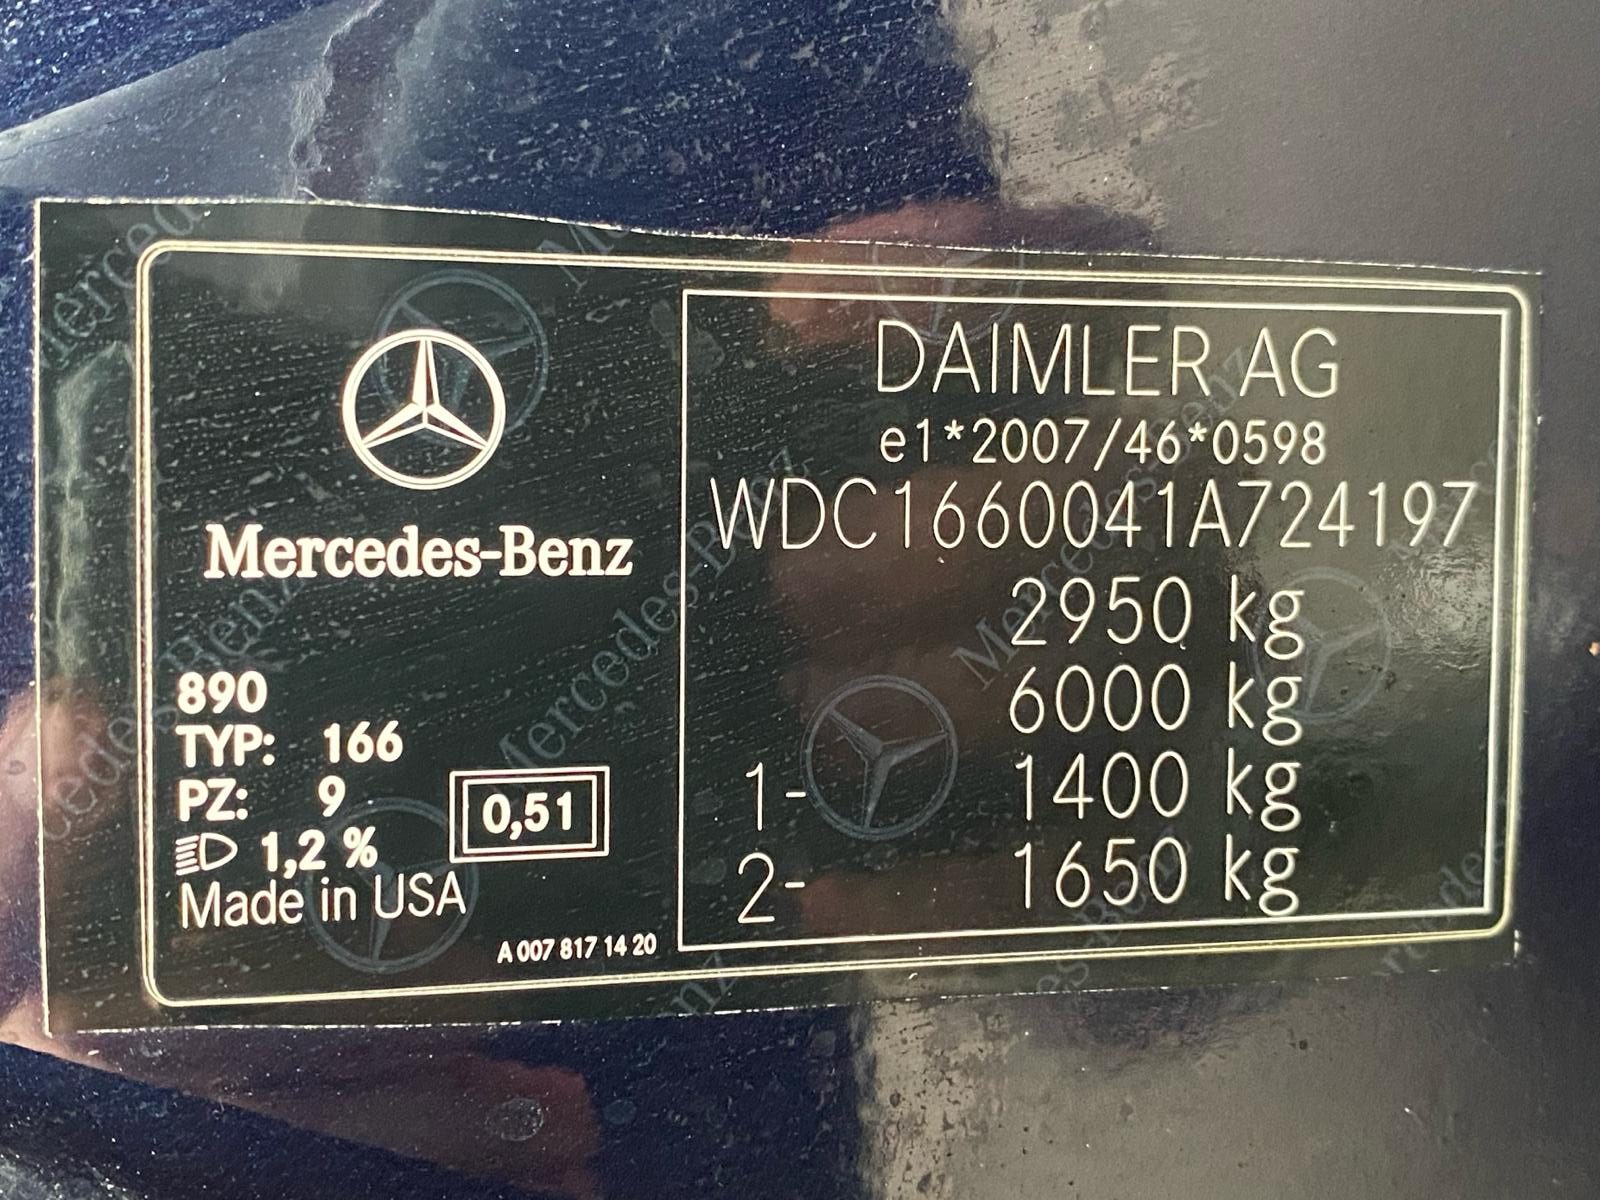 Mercedes-Benz
890
TYP: 166
PZ: 9
1,2 %
0,51
Made in USA
A 007 817 14 20
DAIMLER AG
e1*2007/46*0598
WDC1660041A724197
2950 kg
6000 kg
1- 1400 kg
2- 1650 kg